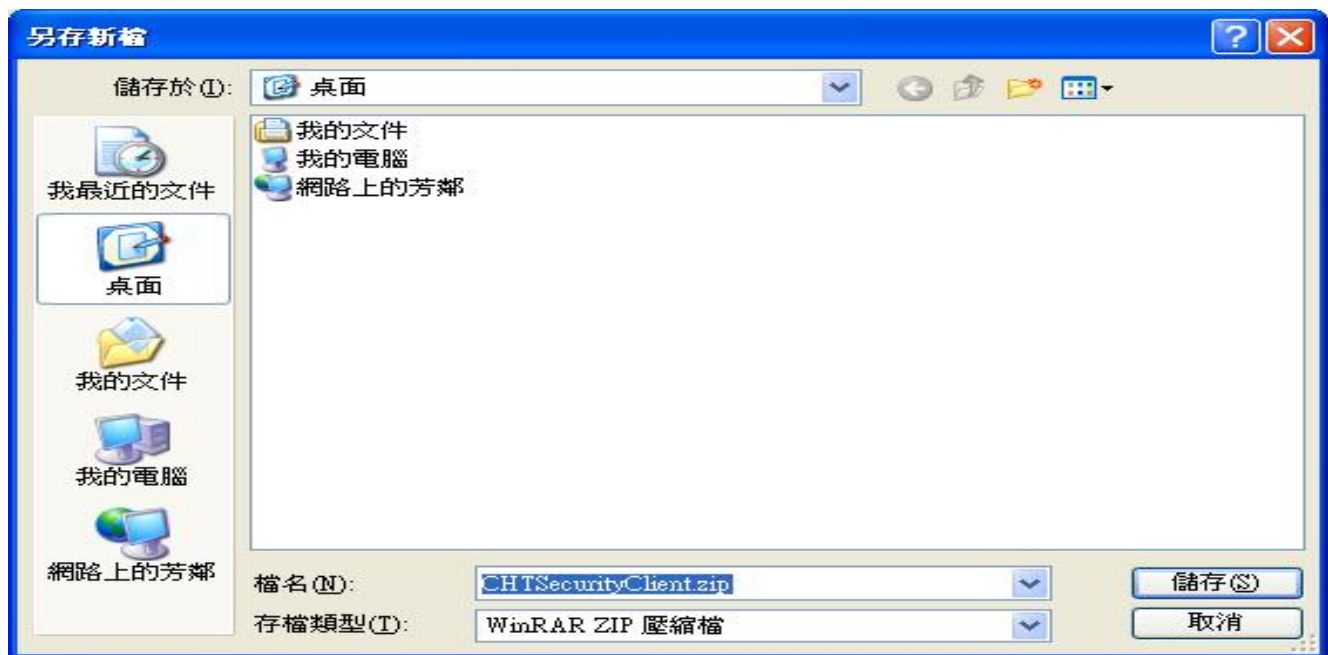 另存新檔
儲存於(I):
桌面
我最近的文件
桌面
我的文件
我的電腦
網路上的芳鄰
我的文件
我的電腦
網路上的芳鄰
檔名(N):
CHTSecurityClient.zip
儲存(S)
存檔類型(T):
WinRAR ZIP 壓縮檔
取消